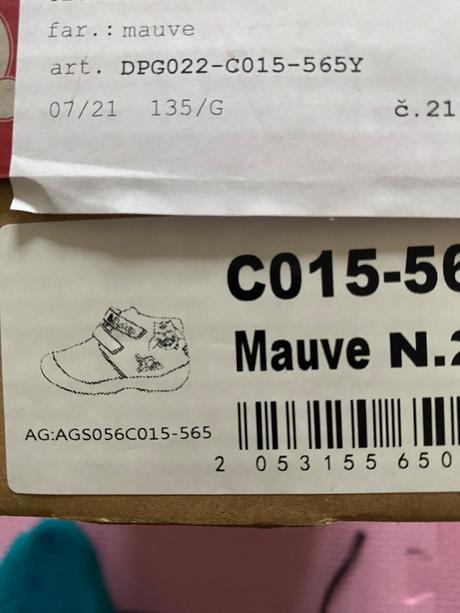 far.: mauve
art. DPG022-C015-565Y
07/21 135/G č.21
C015-56
Mauve N.2
AG:AGS056C015-565
2 053155 650